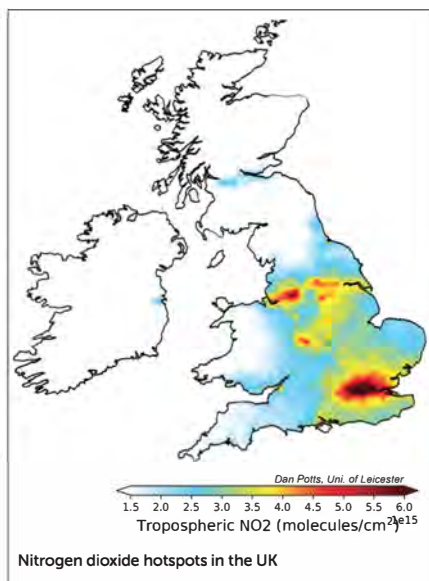 Dan Potts, Uni. of Leicester
1.5 2.0 2.5 3.0 3.5 4.0 4.5 5.0 5.5 6.0
1e15
Tropospheric NO2 (molecules/cm²)
Nitrogen dioxide hotspots in the UK